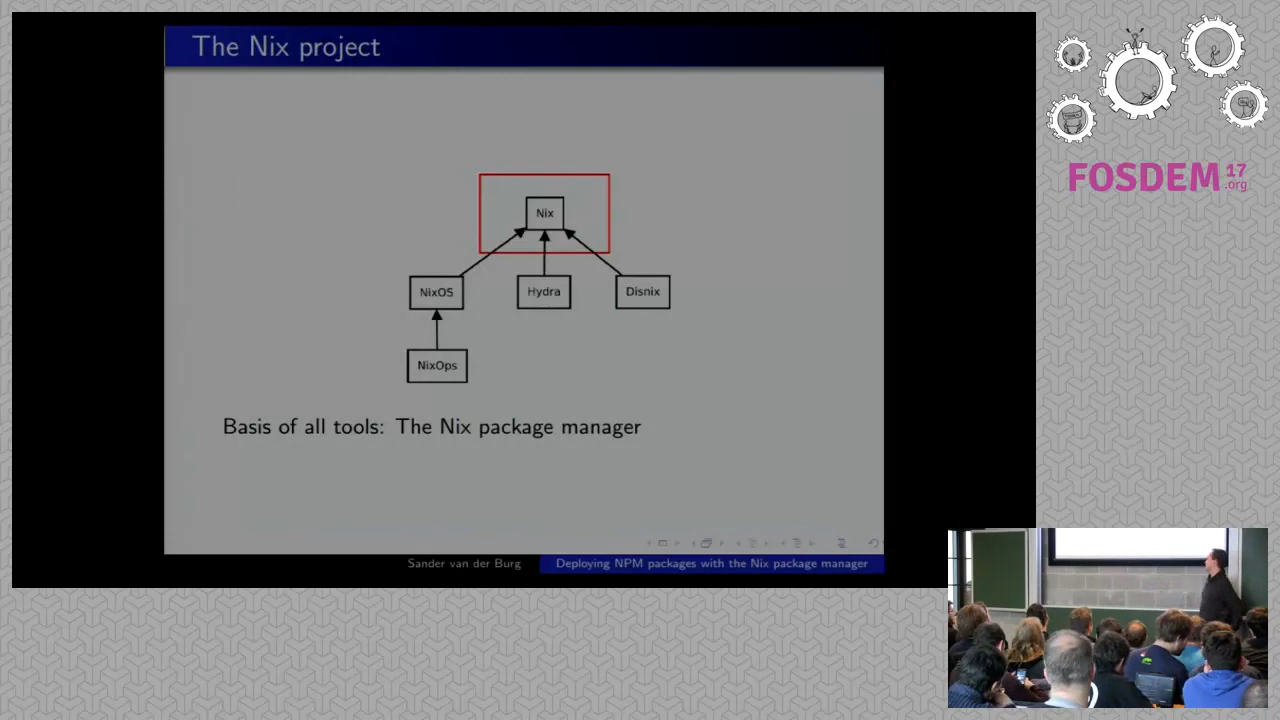 The Nix project
Nix
NixOS
Hydra
Disnix
NixOps
Basis of all tools: The Nix package manager
Sander van der Burg
Deploying NPM packages with the Nix package manager
FOSDEM 17
.org